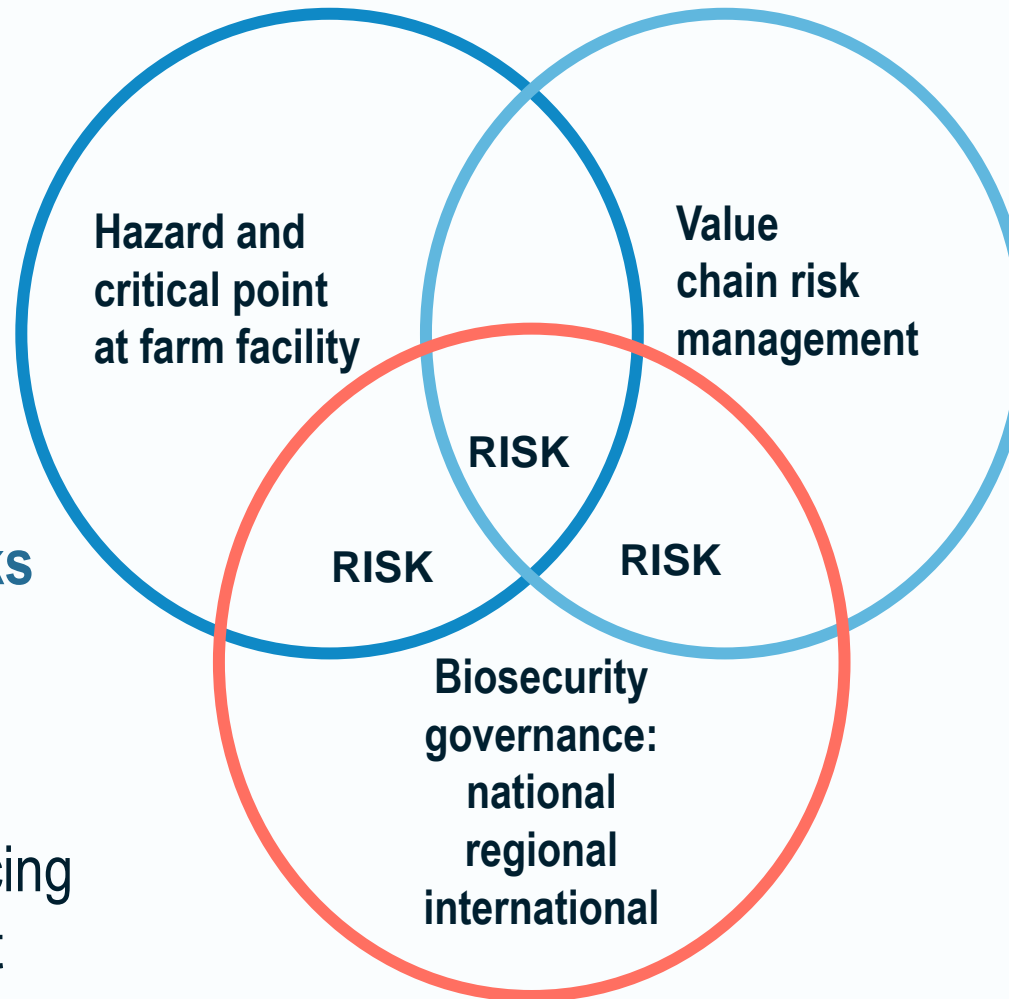 Hazard and
critical point
at farm facility
Value
chain risk
management
RISK
RISK
RISK
Biosecurity
governance:
national
regional
international